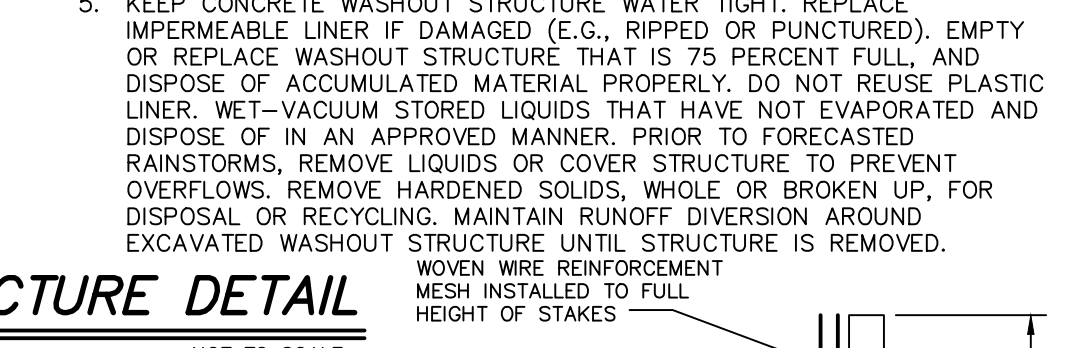 5. KEEP CONCRETE WASHOUT STRUCTURE WATER TIGHT. REPLACE
IMPERMEABLE LINER IF DAMAGED (E.G., RIPPED OR PUNCTURED). EMPTY
OR REPLACE WASHOUT STRUCTURE THAT IS 75 PERCENT FULL, AND
DISPOSE OF ACCUMULATED MATERIAL PROPERLY. DO NOT REUSE PLASTIC
LINER. WET-VACUUM STORED LIQUIDS THAT HAVE NOT EVAPORATED AND
DISPOSE OF IN AN APPROVED MANNER. PRIOR TO FORECASTED
RAINSTORMS, REMOVE LIQUIDS OR COVER STRUCTURE TO PREVENT
OVERFLOWS. REMOVE HARDENED SOLIDS, WHOLE OR BROKEN UP, FOR
DISPOSAL OR RECYCLING. MAINTAIN RUNOFF DIVERSION AROUND
EXCAVATED WASHOUT STRUCTURE UNTIL STRUCTURE IS REMOVED.
CTURE DETAIL
WOVEN WIRE REINFORCEMENT
MESH INSTALLED TO FULL
HEIGHT OF STAKES